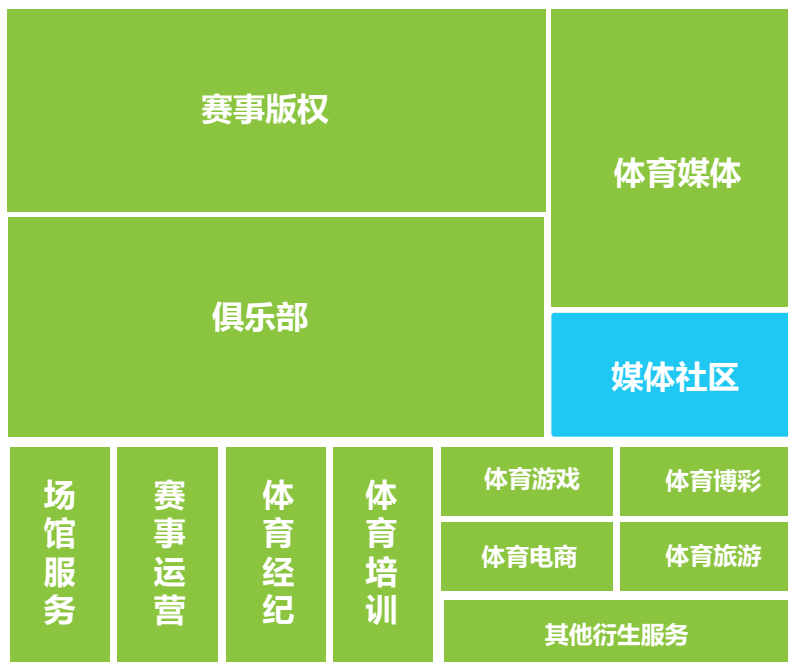 赛事版权
体育媒体
俱乐部
媒体社区
场馆服务
赛事运营
体育经纪
体育培训
体育游戏
体育博彩
体育电商
体育旅游
其他衍生服务